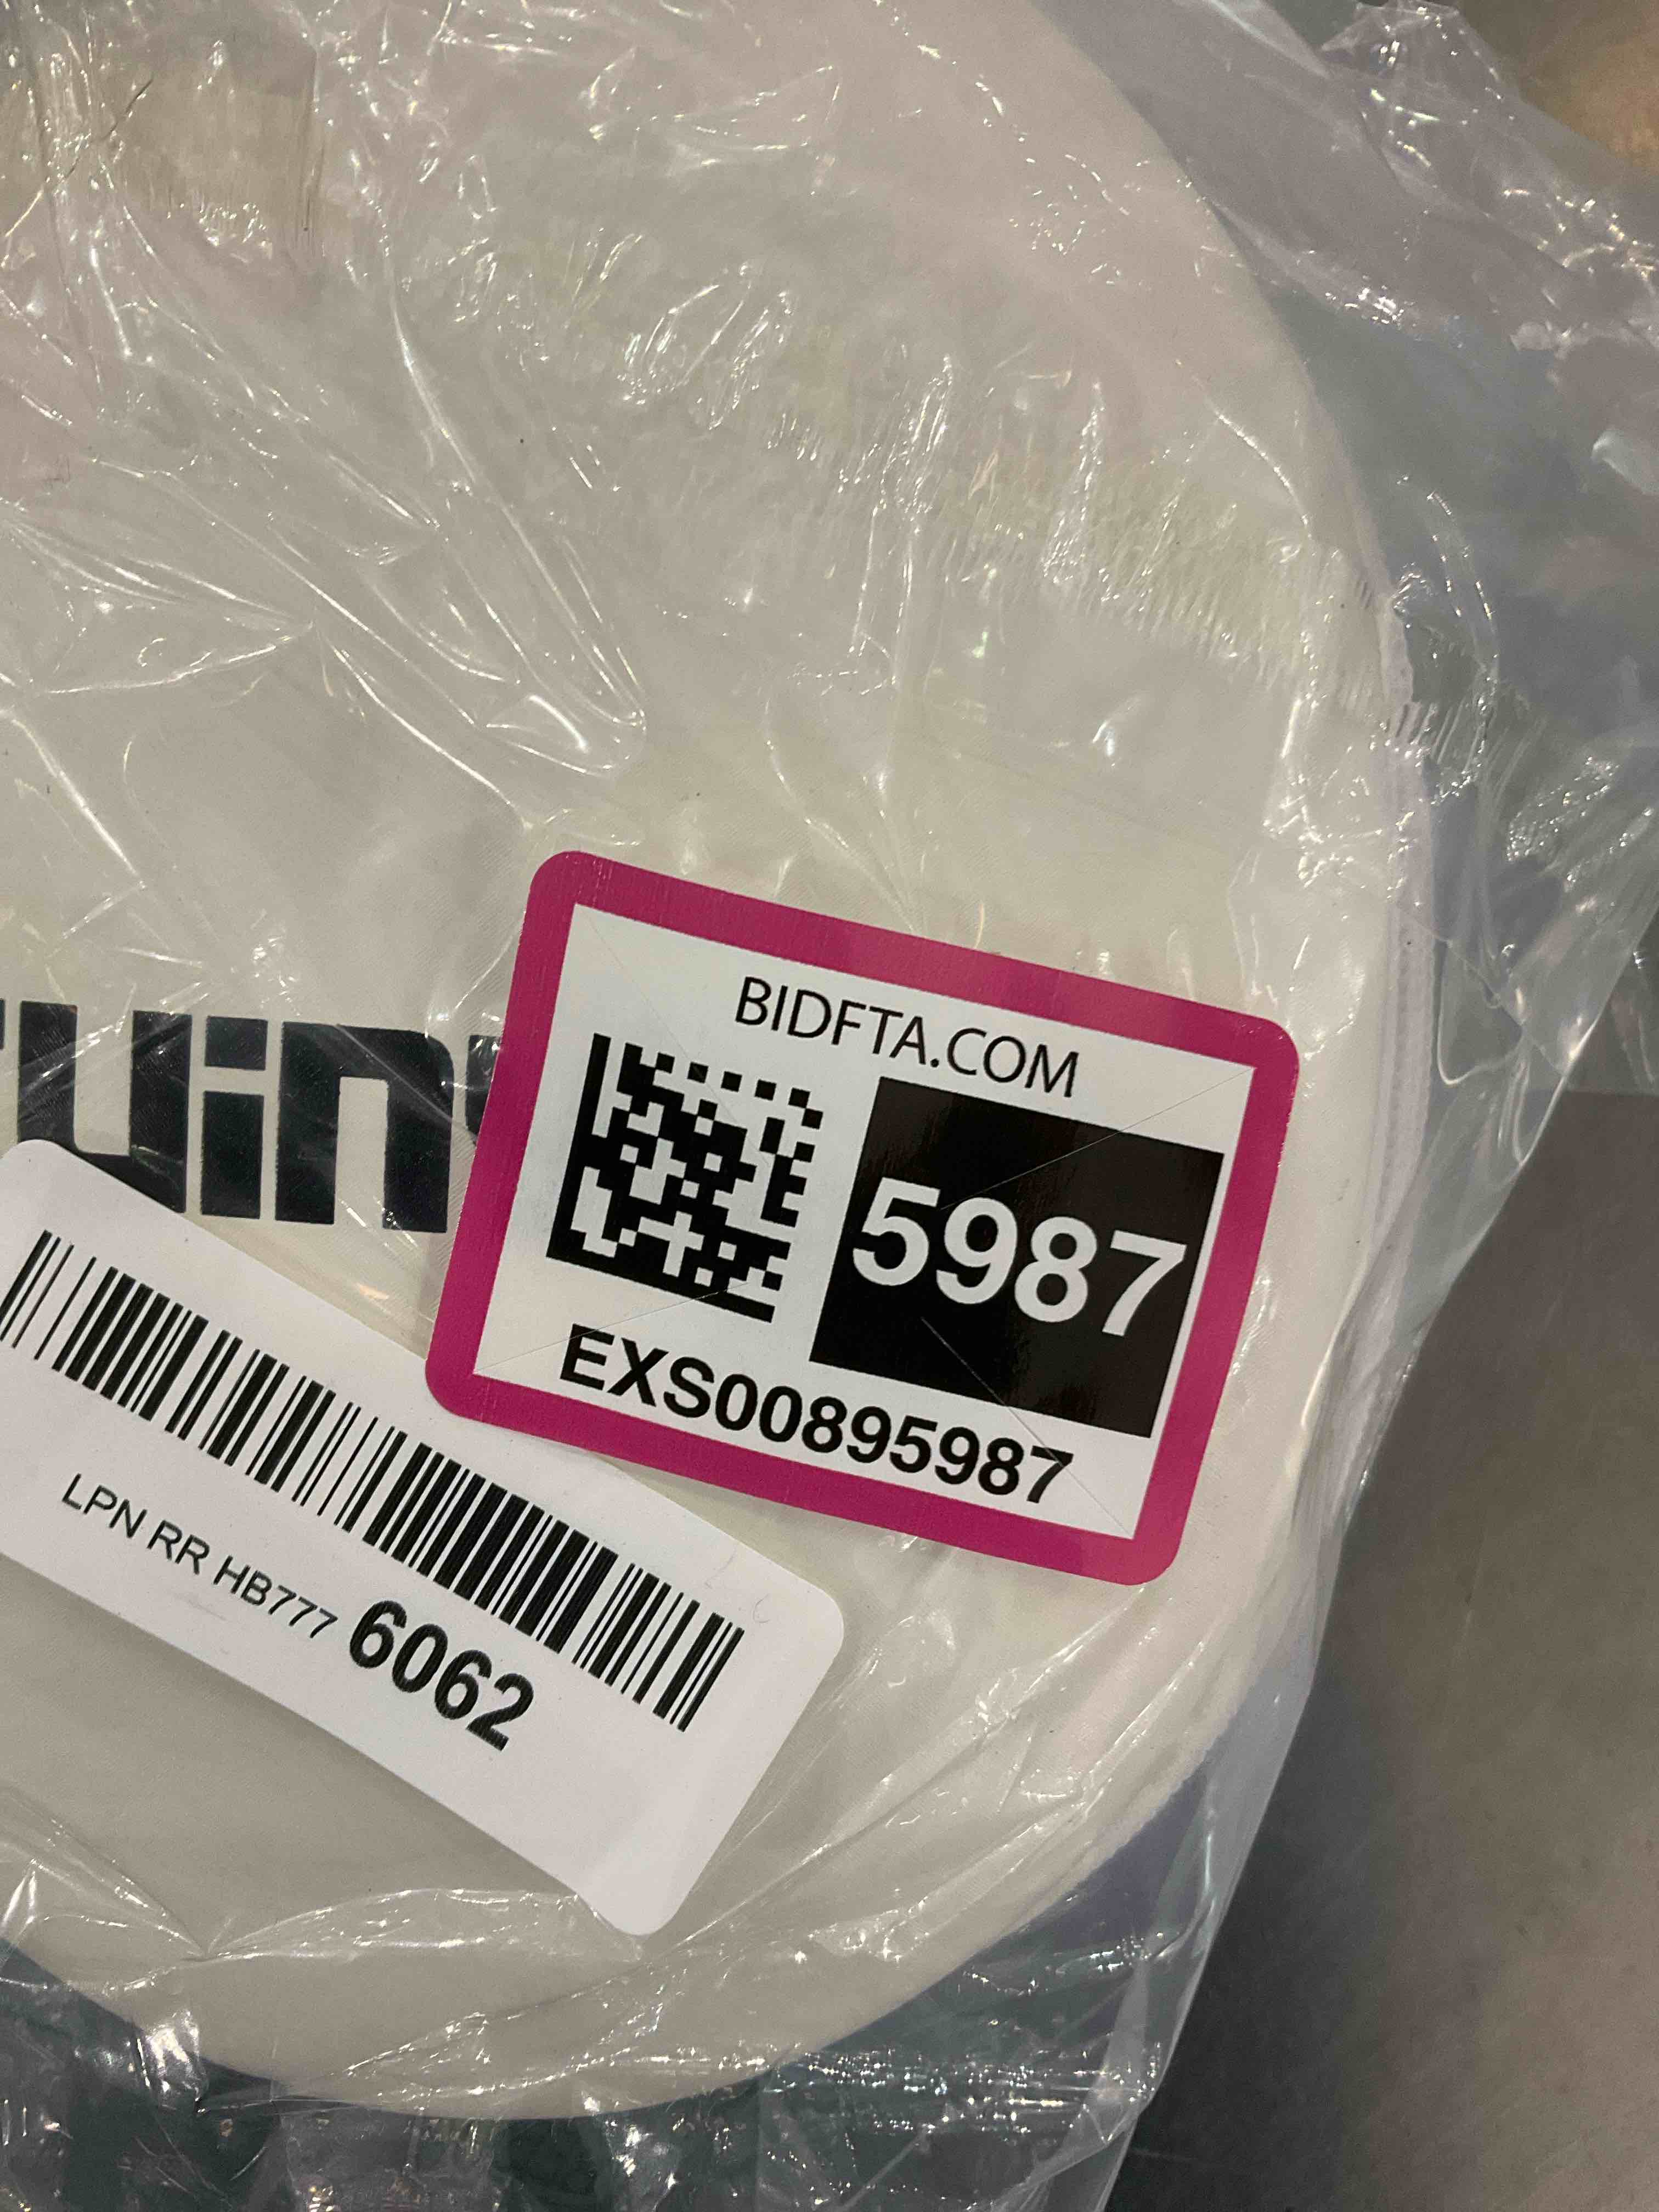 BIDFTA.COM
5987
EXS00895987
LPN RR HB777 6062